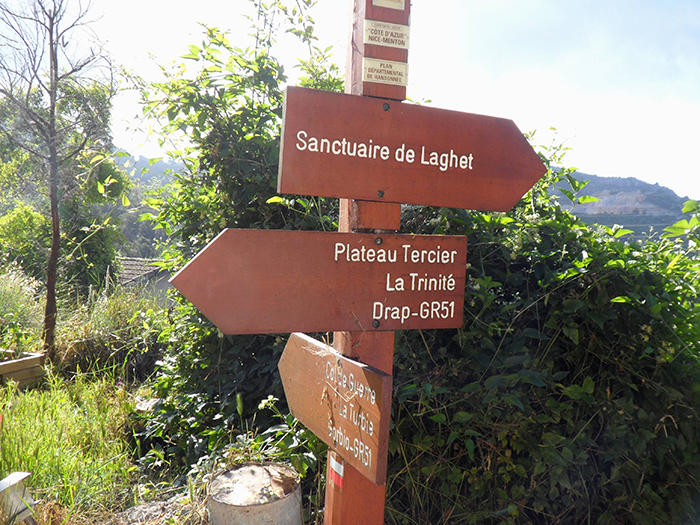 "CÔTE D'AZUR"
NICE-MENTON
PLAN
DÉPARTEMENTAL
DE RANDONNÉE
Sanctuaire de Laghet
Plateau Tercier
La Trinité
Drap-GR51
Col de Guerre
La Turbie
Gorbio-GR51